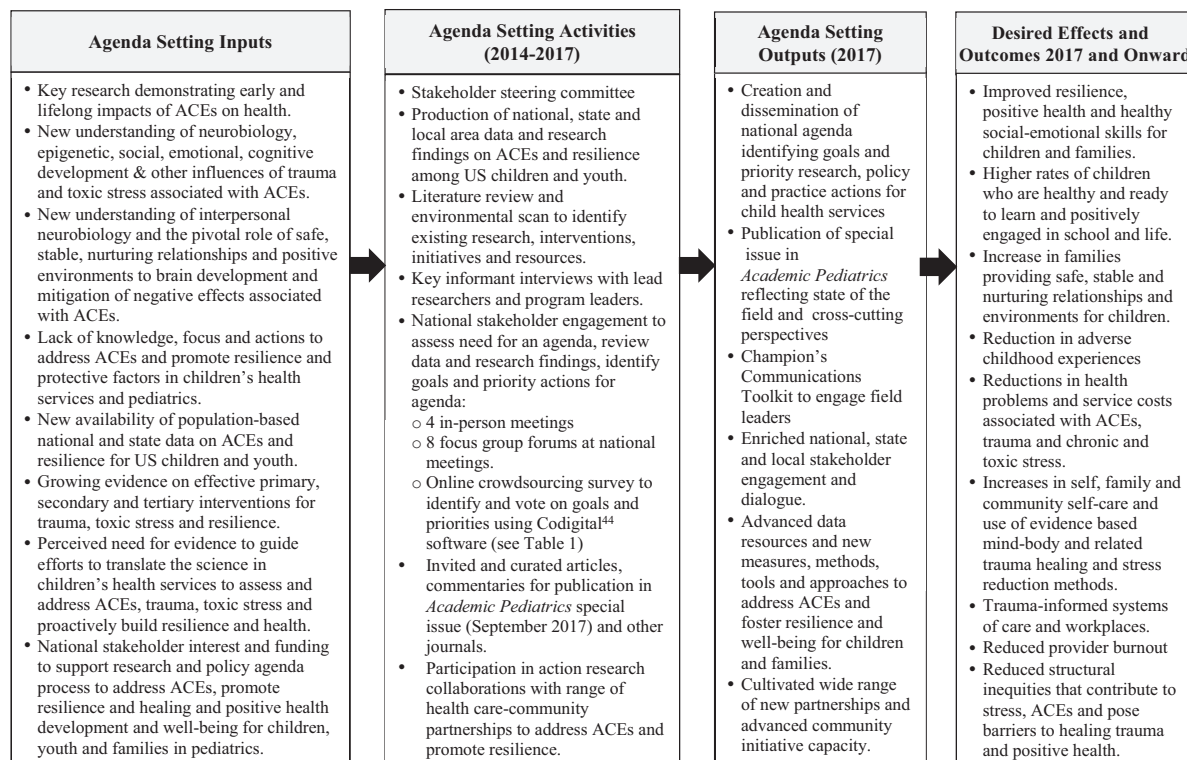 Agenda Setting Inputs
• Key research demonstrating early and
lifelong impacts of ACEs on health.
• New understanding of neurobiology,
epigenetic, social, emotional, cognitive
development & other influences of trauma
and toxic stress associated with ACEs.
• New understanding of interpersonal
neurobiology and the pivotal role of safe,
stable, nurturing relationships and positive
environments to brain development and
mitigation of negative effects associated
with ACEs.
• Lack of knowledge, focus and actions to
address ACEs and promote resilience and
protective factors in children's health
services and pediatrics.
• New availability of population-based
national and state data on ACEs and
resilience for US children and youth.
• Growing evidence on effective primary,
secondary and tertiary interventions for
trauma, toxic stress and resilience.
• Perceived need for evidence to guide
efforts to translate the science in
children's health services to assess and
address ACEs, trauma, toxic stress and
proactively build resilience and health.
• National stakeholder interest and funding
to support research and policy agenda
process to address ACEs, promote
resilience and healing and positive health
development and well-being for children,
youth and families in pediatrics.
Agenda Setting Activities
(2014-2017)
• Stakeholder steering committee
• Production of national, state and
local area data and research
findings on ACEs and resilience
among US children and youth.
• Literature review and
environmental scan to identify
existing research, interventions,
initiatives and resources.
• Key informant interviews with lead
researchers and program leaders.
• National stakeholder engagement to
assess need for an agenda, review
data and research findings, identify
goals and priority actions for
agenda:
o 4 in-person meetings
o 8 focus group forums at national
meetings.
o Online crowdsourcing survey to
identify and vote on goals and
priorities using Codigital44
software (see Table 1)
• Invited and curated articles,
commentaries for publication in
Academic Pediatrics special
issue (September 2017) and other
journals.
• Participation in action research
collaborations with range of
health care-community
partnerships to address ACEs and
promote resilience.
Agenda Setting
Outputs (2017)
• Creation and
dissemination of
national agenda
identifying goals and
priority research, policy
and practice actions for
child health services
• Publication of special
issue in
Academic Pediatrics
reflecting state of the
field and cross-cutting
perspectives
• Champion's
Communications
Toolkit to engage field
leaders
• Enriched national, state
and local stakeholder
engagement and
dialogue.
• Advanced data
resources and new
measures, methods,
tools and approaches to
address ACEs and
foster resilience and
well-being for children
and families.
• Cultivated wide range
of new partnerships and
advanced community
initiative capacity.
Desired Effects and
Outcomes 2017 and Onward
• Improved resilience,
positive health and healthy
social-emotional skills for
children and families.
• Higher rates of children
who are healthy and ready
to learn and positively
engaged in school and life.
• Increase in families
providing safe, stable and
nurturing relationships and
environments for children.
• Reduction in adverse
childhood experiences
• Reductions in health
problems and service costs
associated with ACEs,
trauma and chronic and
toxic stress.
• Increases in self, family and
community self-care and
use of evidence based
mind-body and related
trauma healing and stress
reduction methods.
• Trauma-informed systems
of care and workplaces.
• Reduced provider burnout
• Reduced structural
inequities that contribute to
stress, ACEs and pose
barriers to healing trauma
and positive health.